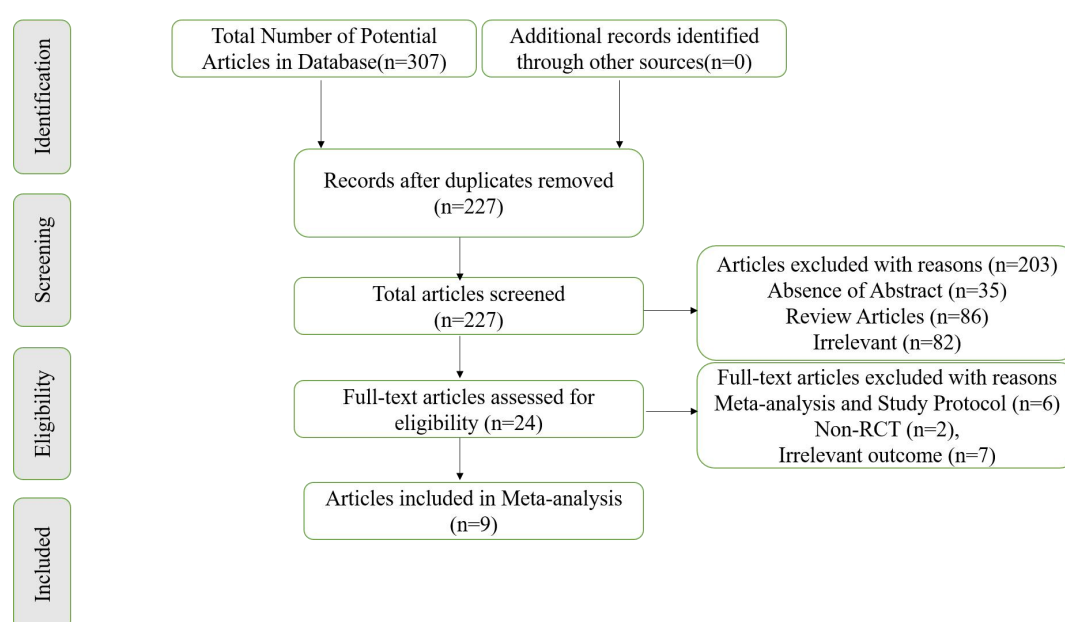 Identification
Total Number of Potential
Articles in Database(n=307)
Additional records identified
through other sources(n=0)
Records after duplicates removed
(n=227)
Screening
Total articles screened
(n=227)
Articles excluded with reasons (n=203)
Absence of Abstract (n=35)
Review Articles (n=86)
Irrelevant (n=82)
Eligibility
Full-text articles assessed for
eligibility (n=24)
Full-text articles excluded with reasons
Meta-analysis and Study Protocol (n=6)
Non-RCT (n=2),
Irrelevant outcome (n=7)
Included
Articles included in Meta-analysis
(n=9)